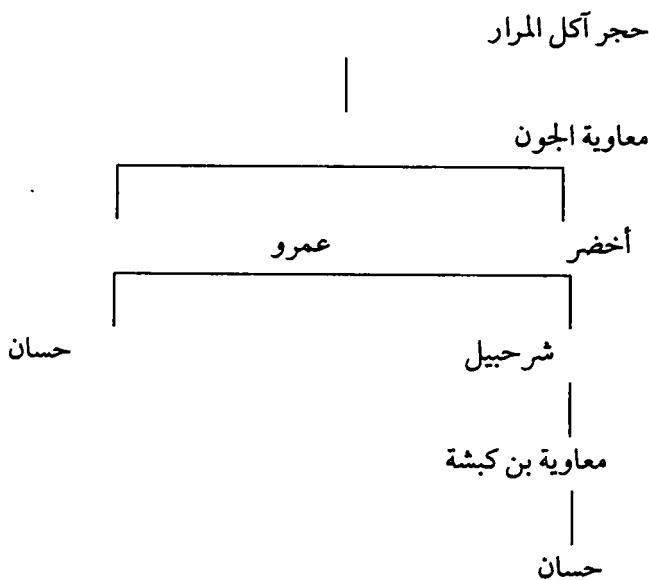 حجر آكل المرار
معاوية الجون
أخضر عمرو
شرحبيل حسان
معاوية بن كبشة
حسان